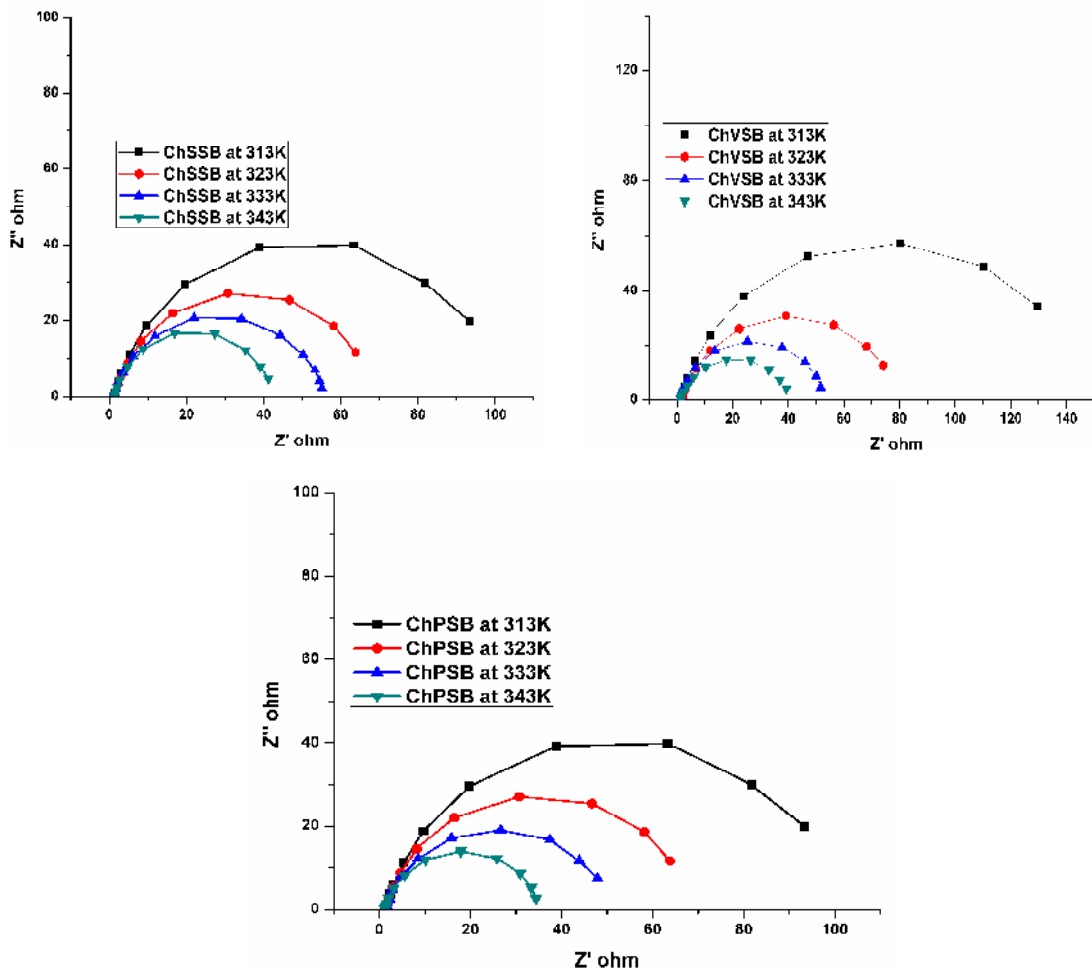 100
80
60
40
20
0
Z'' ohm
ChSSB at 313K
ChSSB at 323K
ChSSB at 333K
ChSSB at 343K
0 20 40 60 80 100
Z' ohm
120
80
40
0
Z'' ohm
ChVSB at 313K
ChVSB at 323K
ChVSB at 333K
ChVSB at 343K
0 20 40 60 80 100 120 140
Z' ohm
100
80
60
40
20
0
Z'' ohm
ChPSB at 313K
ChPSB at 323K
ChPSB at 333K
ChPSB at 343K
0 20 40 60 80 100
Z' ohm